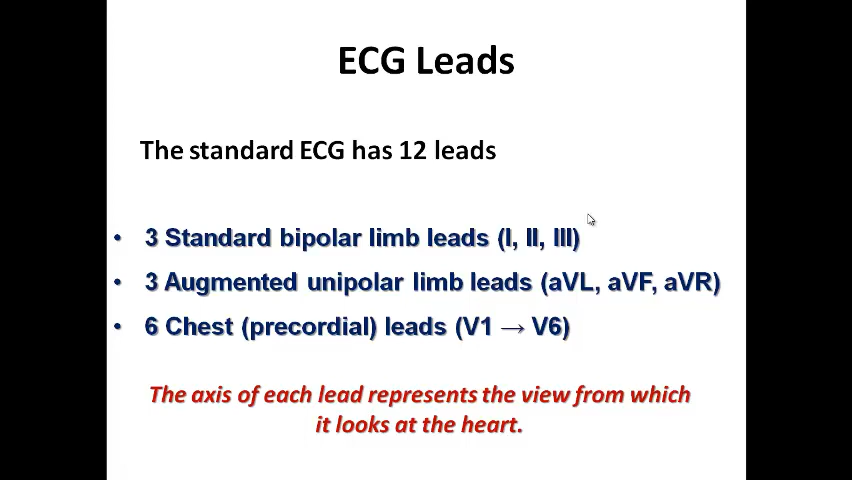 ECG Leads
The standard ECG has 12 leads
• 3 Standard bipolar limb leads (I, II, III)
• 3 Augmented unipolar limb leads (aVL, aVF, aVR)
• 6 Chest (precordial) leads (V1 → V6)
The axis of each lead represents the view from which
it looks at the heart.